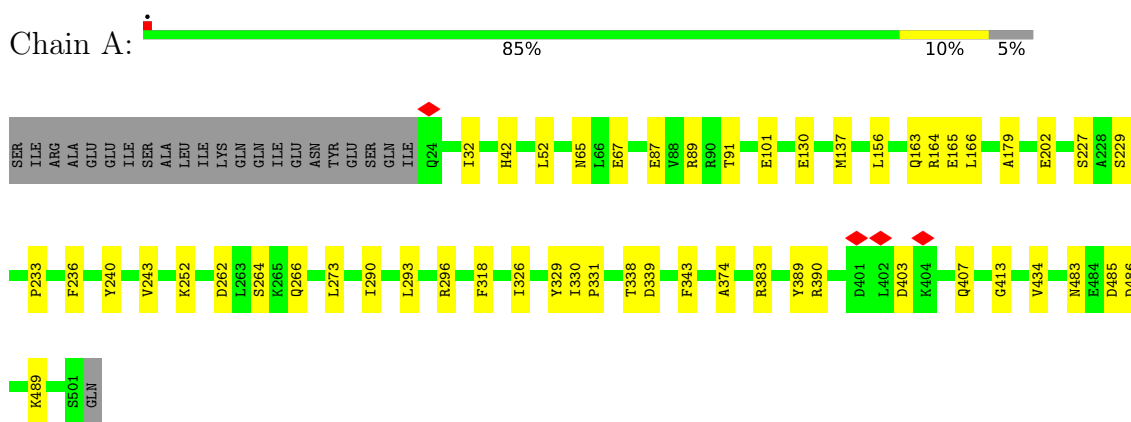 Chain A:
85% 10% 5%
SER ILE ARG ALA GLU GLU ILE SER ALA LEU ILE LYS GLN GLN ILE GLU ASN TYR GLU SER GLN ILE Q24 I32 H42 L52 N65 L66 E67 E87 V88 R89 R90 T91 E101 E130 M137 L156 Q163 R164 E165 L166 A179 E202 S227 A228 S229
P233 F236 Y240 V243 K252 D262 L263 S264 K265 Q266 L273 I290 L293 R296 F318 I326 Y329 I330 P331 T338 D339 F343 A374 R383 Y389 R390 D401 L402 D403 K404 Q407 G413 V434 N483 E484 D485 D486
K489 S501 GLN